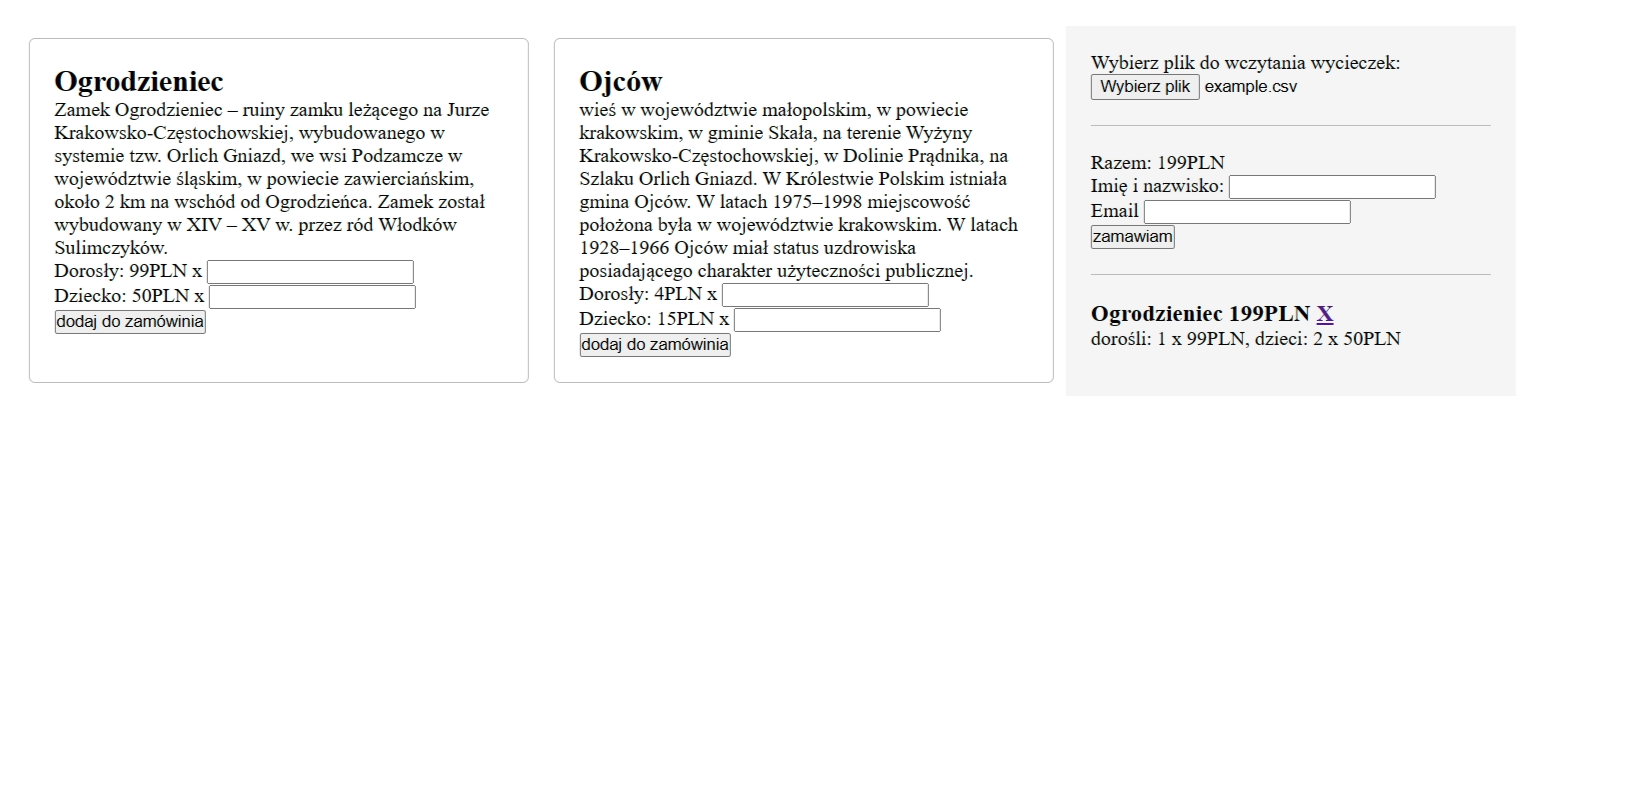 Ogrodzieniec
Zamek Ogrodzieniec – ruiny zamku leżącego na Jurze
Krakowsko-Częstochowskiej, wybudowanego w
systemie tzw. Orlich Gniazd, we wsi Podzamcze w
województwie śląskim, w powiecie zawierciańskim,
około 2 km na wschód od Ogrodzieńca. Zamek został
wybudowany w XIV – XV w. przez ród Włodków
Sulimczyków.
Dorosły: 99PLN x
Dziecko: 50PLN x
dodaj do zamówinia
Ojców
wieś w województwie małopolskim, w powiecie
krakowskim, w gminie Skała, na terenie Wyżyny
Krakowsko-Częstochowskiej, w Dolinie Prądnika, na
Szlaku Orlich Gniazd. W Królestwie Polskim istniała
gmina Ojców. W latach 1975–1998 miejscowość
położona była w województwie krakowskim. W latach
1928–1966 Ojców miał status uzdrowiska
posiadającego charakter użyteczności publicznej.
Dorosły: 4PLN x
Dziecko: 15PLN x
dodaj do zamówinia
Wybierz plik do wczytania wycieczek:
Wybierz plik example.csv
Razem: 199PLN
Imię i nazwisko:
Email
zamawiam
Ogrodzieniec 199PLN X
dorośli: 1 x 99PLN, dzieci: 2 x 50PLN